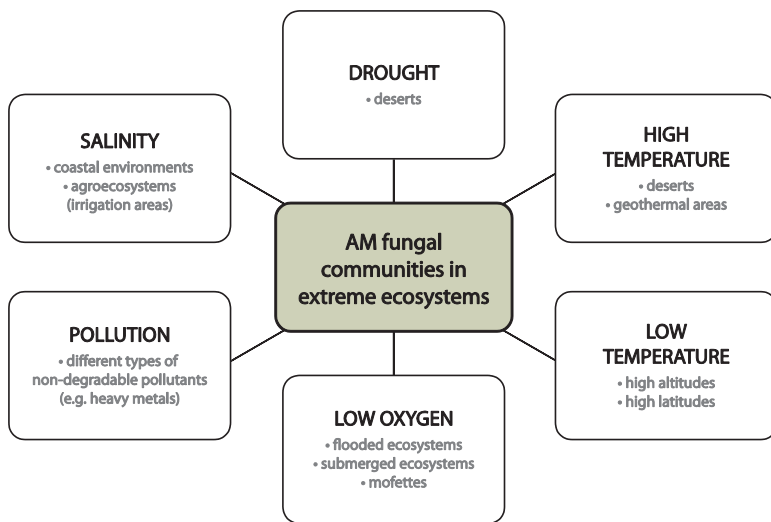 DROUGHT
• deserts
SALINITY
• coastal environments
• agroecosystems
(irrigation areas)
HIGH
TEMPERATURE
• deserts
• geothermal areas
AM fungal
communities in
extreme ecosystems
POLLUTION
• different types of
non-degradable pollutants
(e.g. heavy metals)
LOW
TEMPERATURE
• high altitudes
• high latitudes
LOW OXYGEN
• flooded ecosystems
• submerged ecosystems
• mofettes